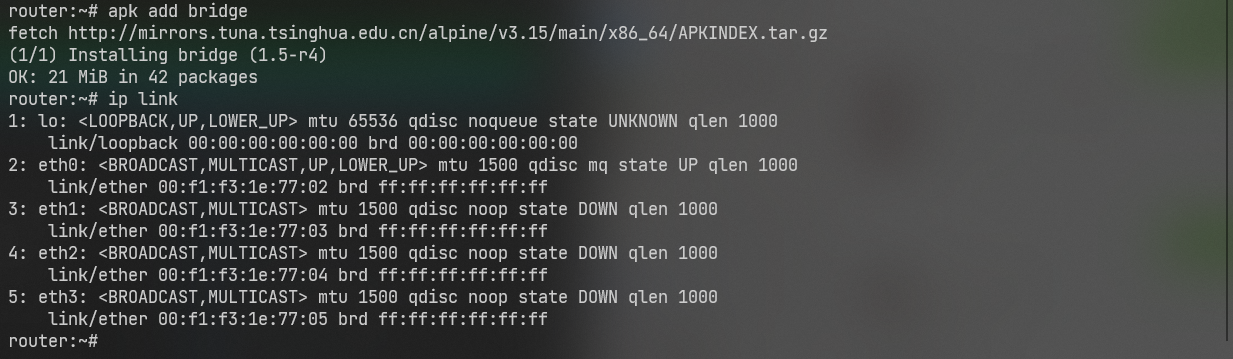 router:~# apk add bridge
fetch http://mirrors.tuna.tsinghua.edu.cn/alpine/v3.15/main/x86_64/APKINDEX.tar.gz
(1/1) Installing bridge (1.5-r4)
OK: 21 MiB in 42 packages
router:~# ip link
1: lo: <LOOPBACK,UP,LOWER_UP> mtu 65536 qdisc noqueue state UNKNOWN qlen 1000
    link/loopback 00:00:00:00:00:00 brd 00:00:00:00:00:00
2: eth0: <BROADCAST,MULTICAST,UP,LOWER_UP> mtu 1500 qdisc mq state UP qlen 1000
    link/ether 00:f1:f3:1e:77:02 brd ff:ff:ff:ff:ff:ff
3: eth1: <BROADCAST,MULTICAST> mtu 1500 qdisc noop state DOWN qlen 1000
    link/ether 00:f1:f3:1e:77:03 brd ff:ff:ff:ff:ff:ff
4: eth2: <BROADCAST,MULTICAST> mtu 1500 qdisc noop state DOWN qlen 1000
    link/ether 00:f1:f3:1e:77:04 brd ff:ff:ff:ff:ff:ff
5: eth3: <BROADCAST,MULTICAST> mtu 1500 qdisc noop state DOWN qlen 1000
    link/ether 00:f1:f3:1e:77:05 brd ff:ff:ff:ff:ff:ff
router:~#